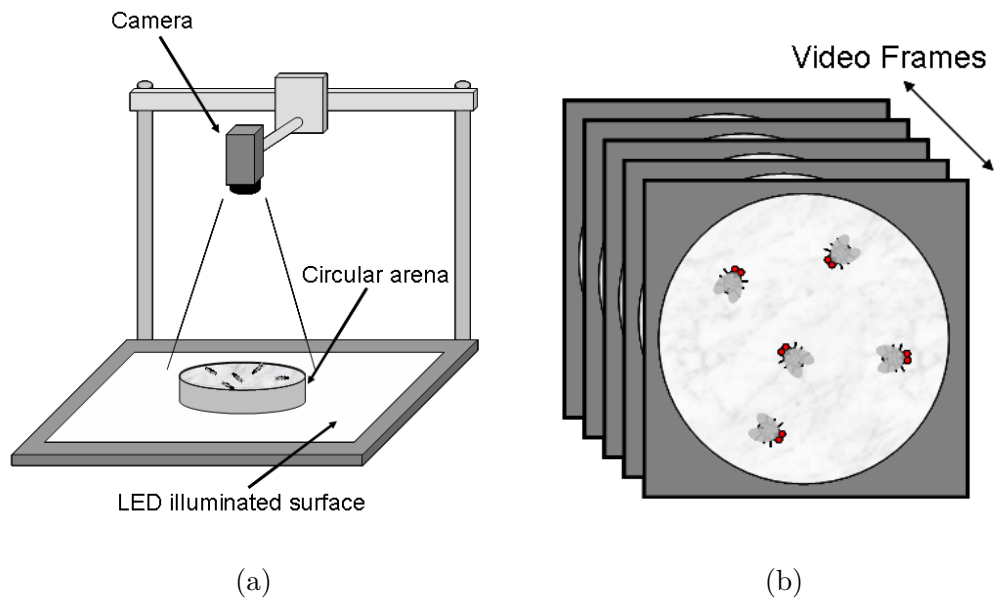 Camera
Circular arena
LED illuminated surface
(a)
Video Frames
(b)